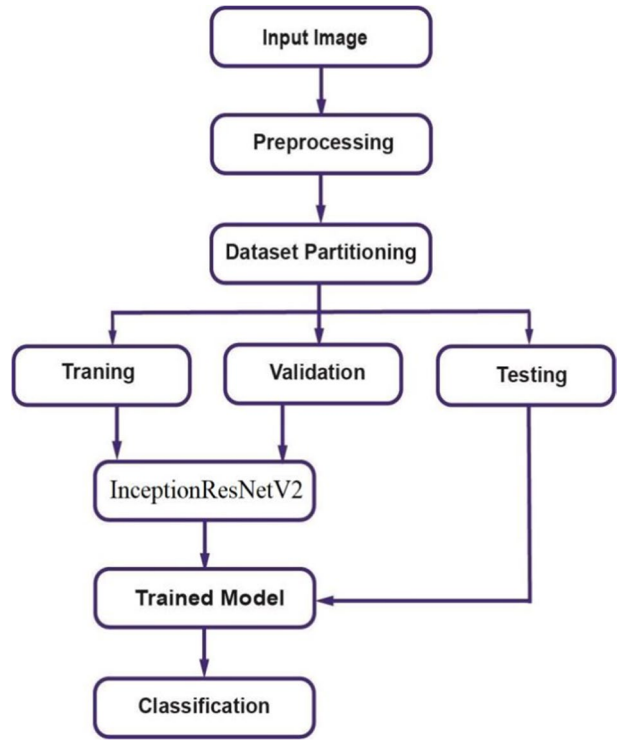 Input Image
Preprocessing
Dataset Partitioning
Traning
Validation
Testing
InceptionResNetV2
Trained Model
Classification